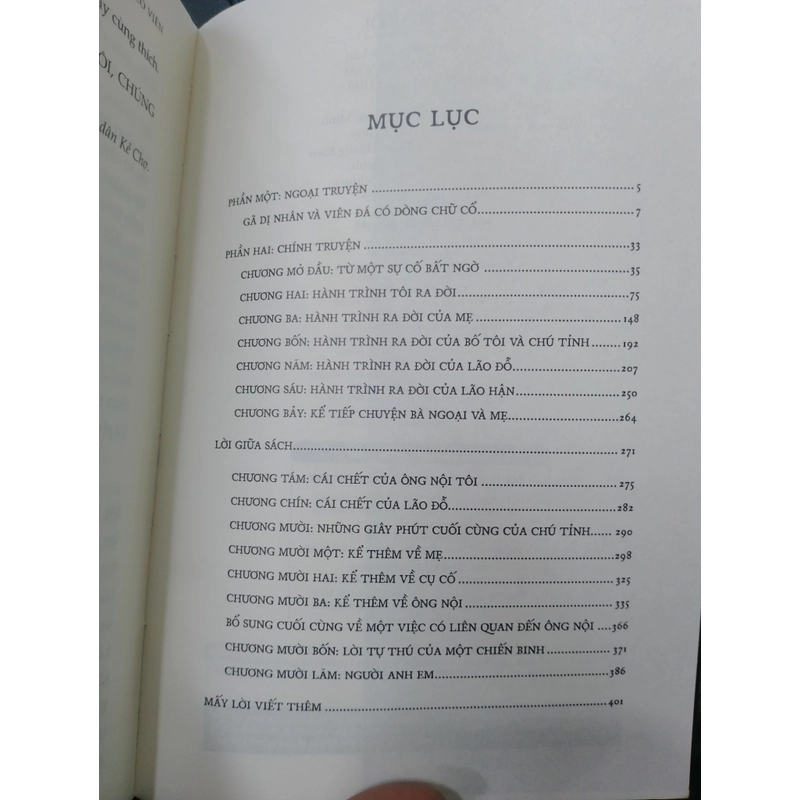 Ổ VIÊN
y cùng thích.
ÔI, CHÚNG
dân Kẻ Chợ.
MỤC LỤC
PHẦN MỘT: NGOẠI TRUYỆN ........ 5
GÃ DỊ NHÂN VÀ VIÊN ĐÁ CÓ DÒNG CHỮ CỔ........ 7
PHẦN HAI: CHÍNH TRUYỆN ........ 33
CHƯƠNG MỞ ĐẦU: TỪ MỘT SỰ CỐ BẤT NGỜ ........ 35
CHƯƠNG HAI: HÀNH TRÌNH TÔI RA ĐỜI ........ 75
CHƯƠNG BA: HÀNH TRÌNH RA ĐỜI CỦA MẸ ........ 148
CHƯƠNG BỐN: HÀNH TRÌNH RA ĐỜI CỦA BỐ TÔI VÀ CHÚ TỈNH ........ 192
CHƯƠNG NĂM: HÀNH TRÌNH RA ĐỜI CỦA LÃO ĐỖ ........ 207
CHƯƠNG SÁU: HÀNH TRÌNH RA ĐỜI CỦA LÃO HẬN ........ 250
CHƯƠNG BẢY: KỂ TIẾP CHUYỆN BÀ NGOẠI VÀ MẸ ........ 264
LỜI GIỮA SÁCH ........ 271
CHƯƠNG TÁM: CÁI CHẾT CỦA ÔNG NỘI TÔI ........ 275
CHƯƠNG CHÍN: CÁI CHẾT CỦA LÃO ĐỖ ........ 282
CHƯƠNG MƯỜI: NHỮNG GIÂY PHÚT CUỐI CÙNG CỦA CHÚ TỈNH ........ 290
CHƯƠNG MƯỜI MỘT: KỂ THÊM VỀ MẸ ........ 298
CHƯƠNG MƯỜI HAI: KỂ THÊM VỀ CỤ CỐ ........ 325
CHƯƠNG MƯỜI BA: KỂ THÊM VỀ ÔNG NỘI ........ 335
BỔ SUNG CUỐI CÙNG VỀ MỘT VIỆC CÓ LIÊN QUAN ĐẾN ÔNG NỘI .... 366
CHƯƠNG MƯỜI BỐN: LỜI TỰ THÚ CỦA MỘT CHIẾN BINH ........ 371
CHƯƠNG MƯỜI LĂM: NGƯỜI ANH EM ........ 386
MẤY LỜI VIẾT THÊM ........ 401